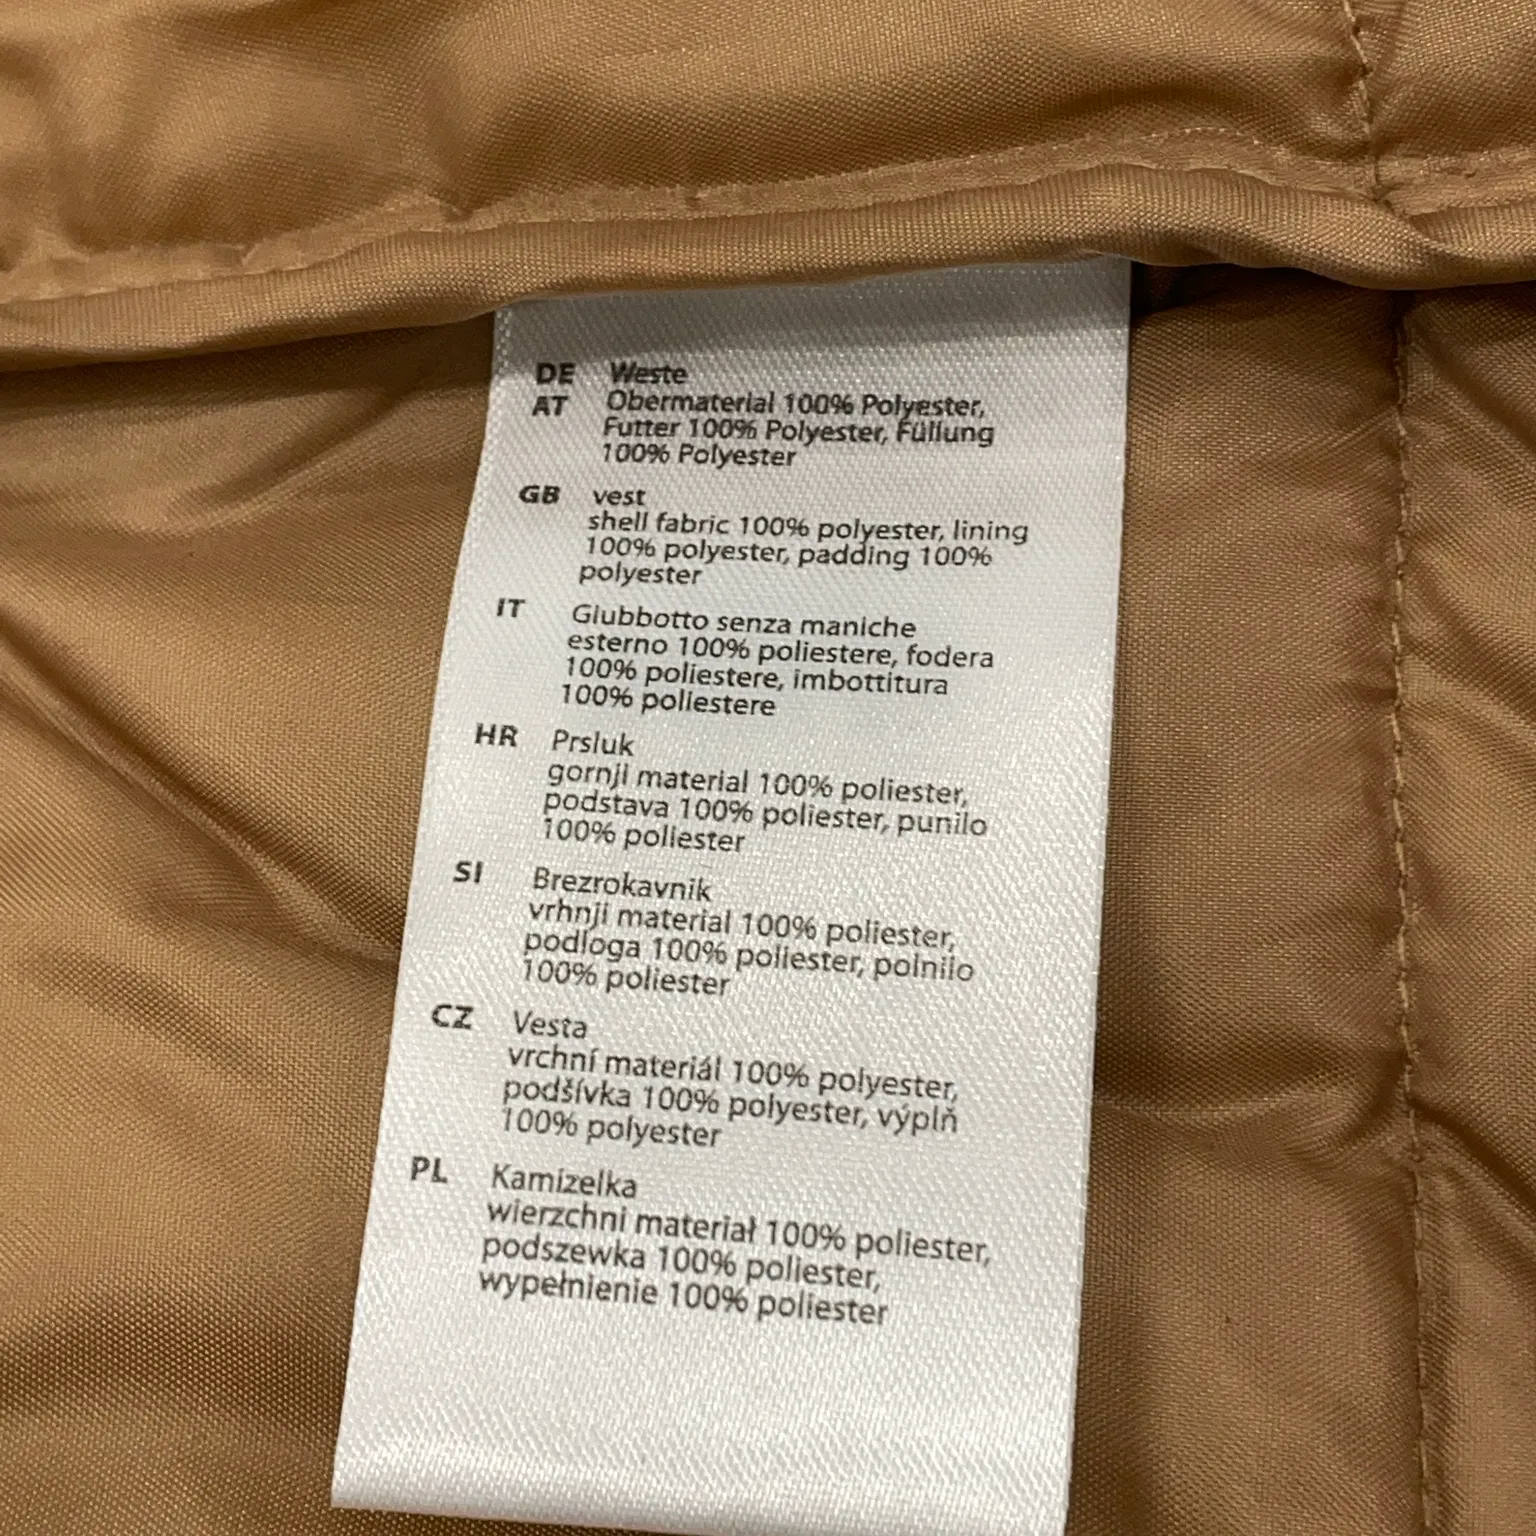 DE Weste
AT Obermaterial 100% Polyester,
Futter 100% Polyester, Füllung
100% Polyester
GB vest
shell fabric 100% polyester, lining
100% polyester, padding 100%
polyester
IT Giubbotto senza maniche
esterno 100% poliestere, fodera
100% poliestere, imbottitura
100% poliestere
HR Prsluk
gornji material 100% poliester,
podstava 100% poliester, punilo
100% poliester
SI Brezrokavnik
vrhnji material 100% poliester,
podloga 100% poliester, polnilo
100% poliester
CZ Vesta
vrchní materiál 100% polyester,
podšívka 100% polyester, výplň
100% polyester
PL Kamizelka
wierzchni materiał 100% poliester,
podszewka 100% poliester,
wypełnienie 100% poliester